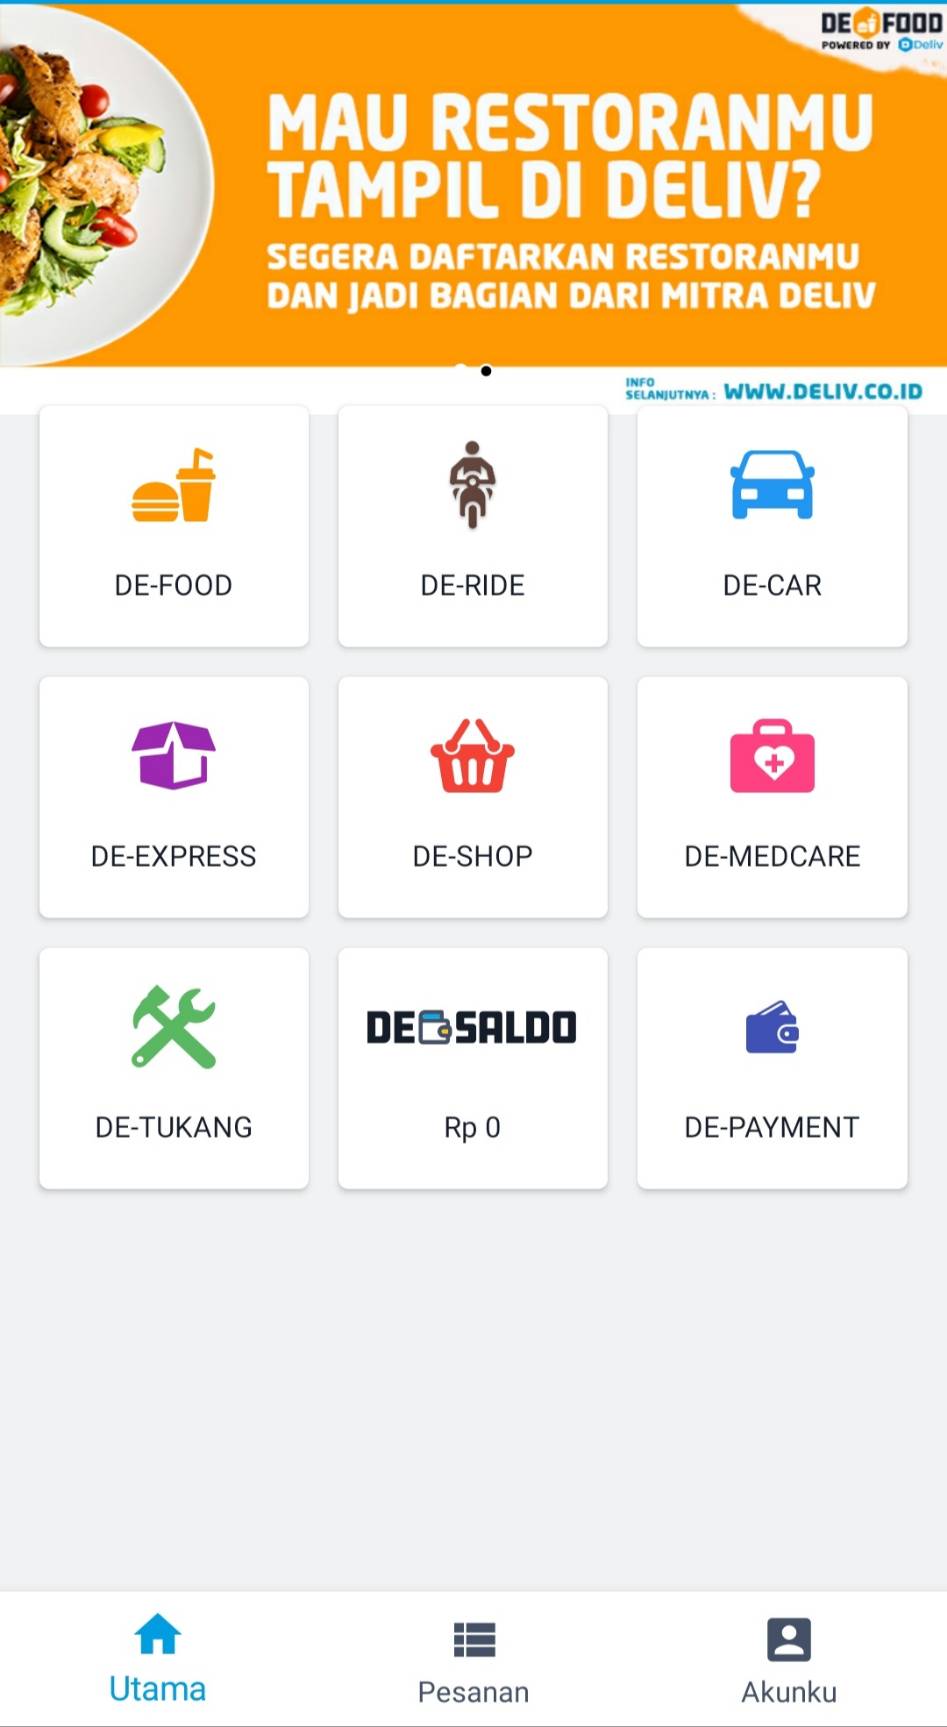 DE FOOD
POWERED BY Deliv
MAU RESTORANMU
TAMPIL DI DELIV?
SEGERA DAFTARKAN RESTORANMU
DAN JADI BAGIAN DARI MITRA DELIV
INFO
SELANJUTNYA : WWW.DELIV.CO.ID
DE-FOOD
DE-RIDE
DE-CAR
DE-EXPRESS
DE-SHOP
DE-MEDCARE
DE-TUKANG
DE SALDO
Rp 0
DE-PAYMENT
Utama
Pesanan
Akunku